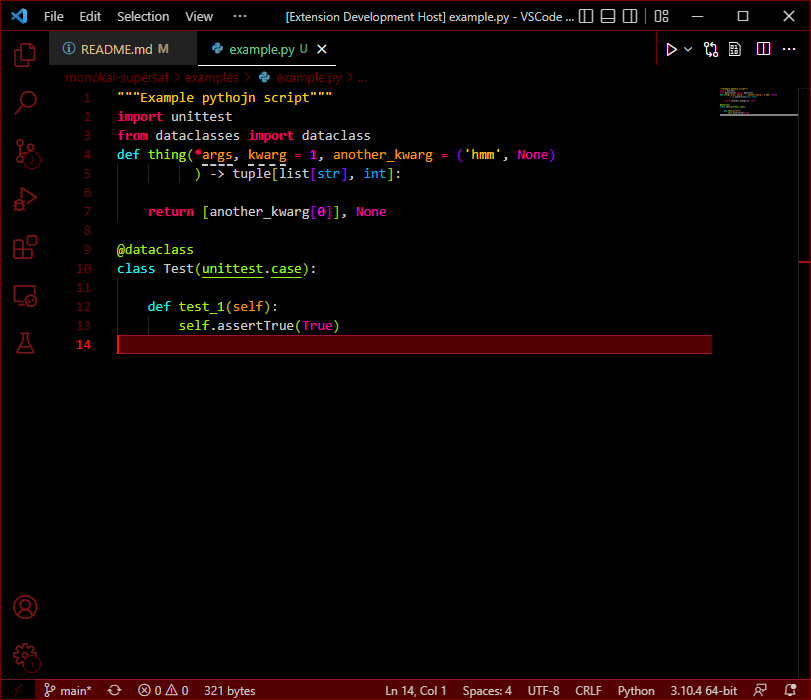 File Edit Selection View ··· [Extension Development Host] example.py - VSCode ...
README.md M example.py U
monokai-supersat > examples > example.py > ...
1 """Example pythojn script"""
2 import unittest
3 from dataclasses import dataclass
4 def thing(*args, kwarg = 1, another_kwarg = ('hmm', None)
5 ) -> tuple[list[str], int]:
6
7 return [another_kwarg[0]], None
8
9 @dataclass
10 class Test(unittest.case):
11
12 def test_1(self):
13 self.assertTrue(True)
14
2
1
main* 0 0 321 bytes Ln 14, Col 1 Spaces: 4 UTF-8 CRLF Python 3.10.4 64-bit